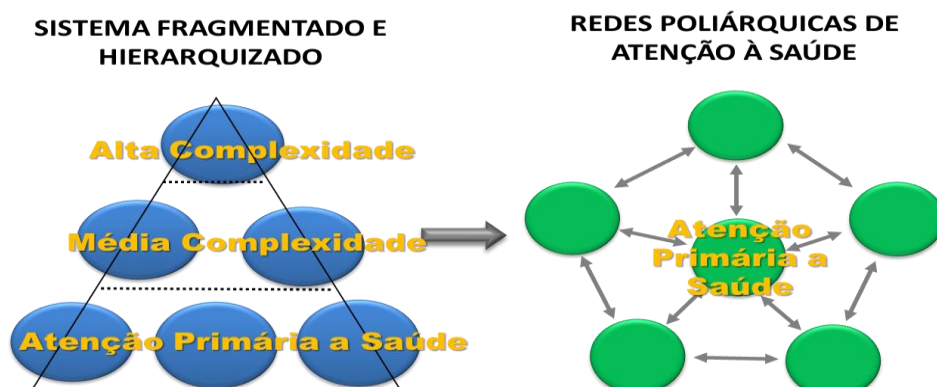 SISTEMA FRAGMENTADO E
HIERARQUIZADO
Alta Complexidade
Média Complexidade
Atenção Primária a Saúde
REDES POLIÁRQUICAS DE
ATENÇÃO À SAÚDE
Atenção
Primária a
Saúde